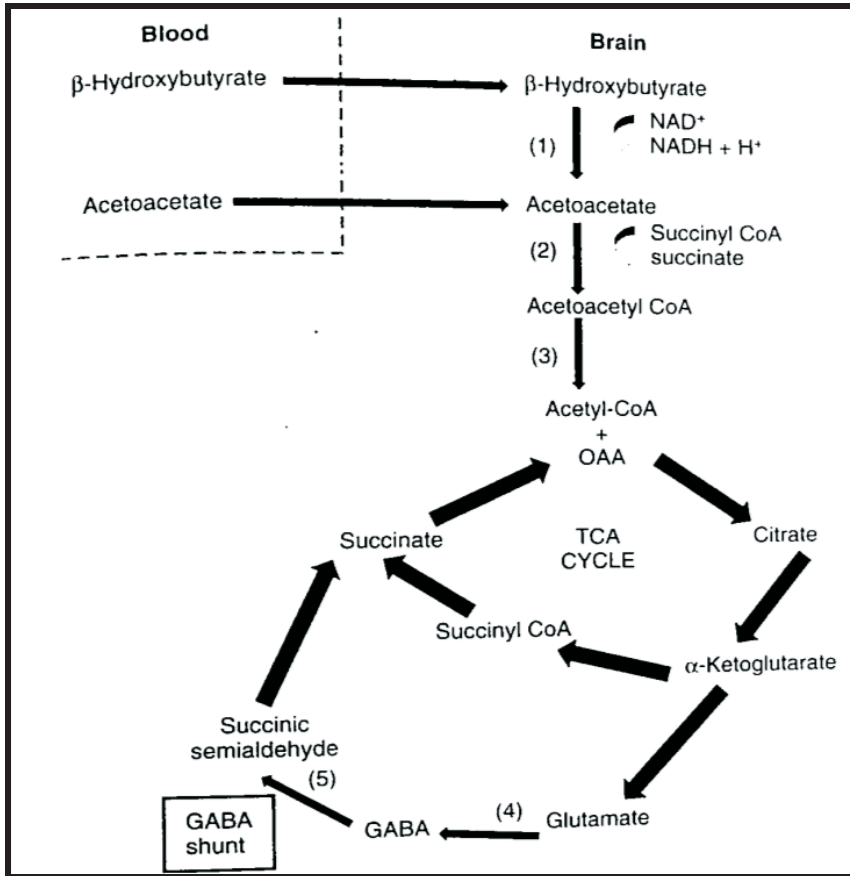 Blood
Brain
β-Hydroxybutyrate
β-Hydroxybutyrate
(1)
NAD⁺
NADH + H⁺
Acetoacetate
Acetoacetate
(2)
Succinyl CoA
succinate
Acetoacetyl CoA
(3)
Acetyl-CoA
+
OAA
Succinate
TCA
CYCLE
Citrate
Succinyl CoA
α-Ketoglutarate
Succinic
semialdehyde
(5)
GABA
shunt
GABA
(4)
Glutamate